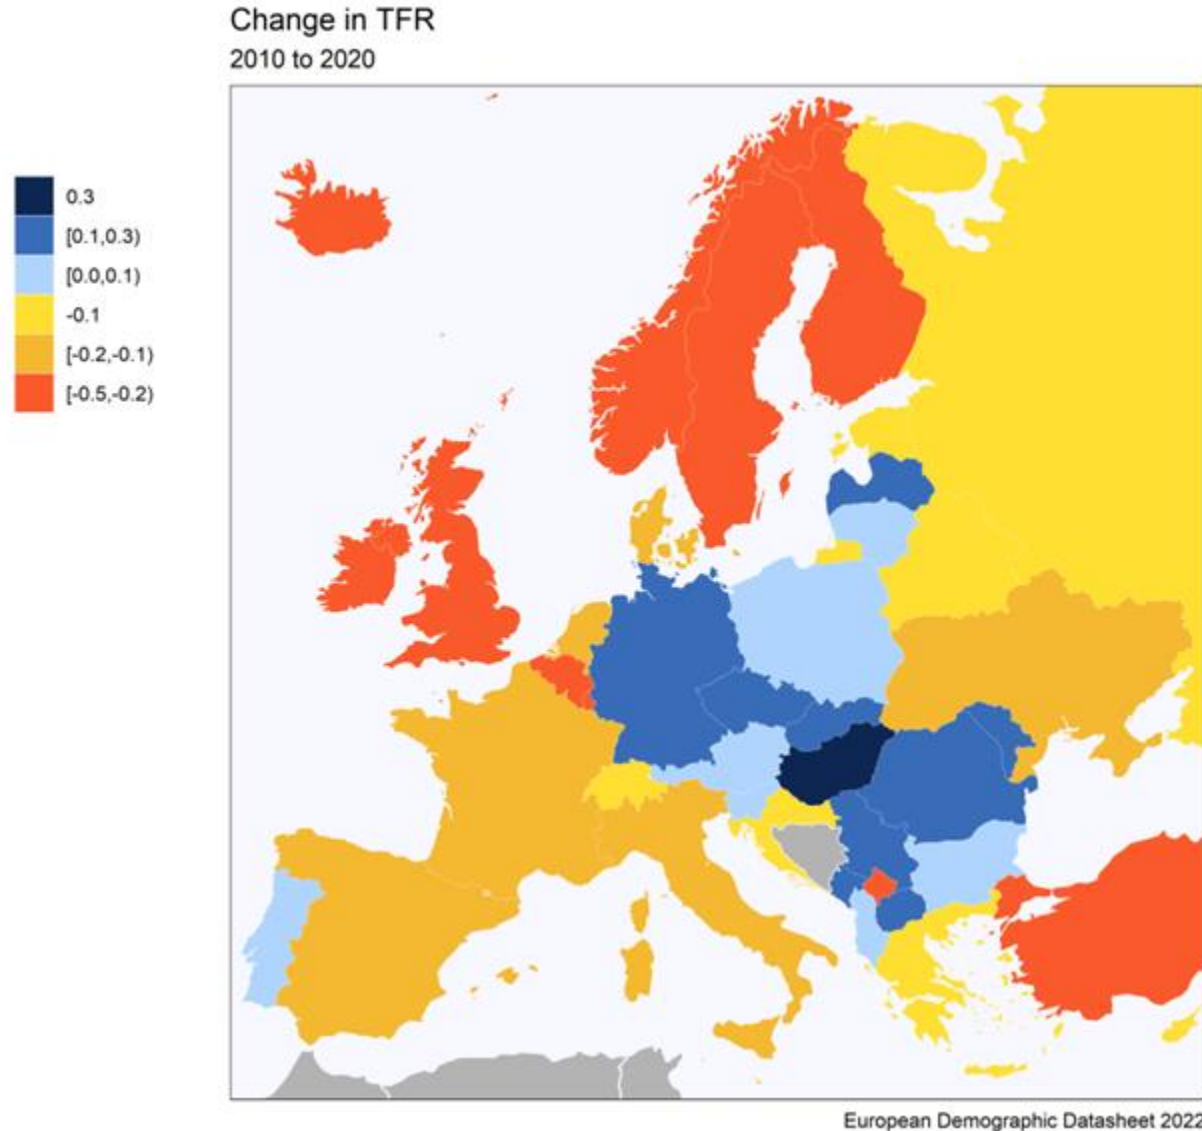 Change in TFR
2010 to 2020
0.3
[0.1,0.3)
[0.0,0.1)
-0.1
[-0.2,-0.1)
[-0.5,-0.2)
European Demographic Datasheet 2022